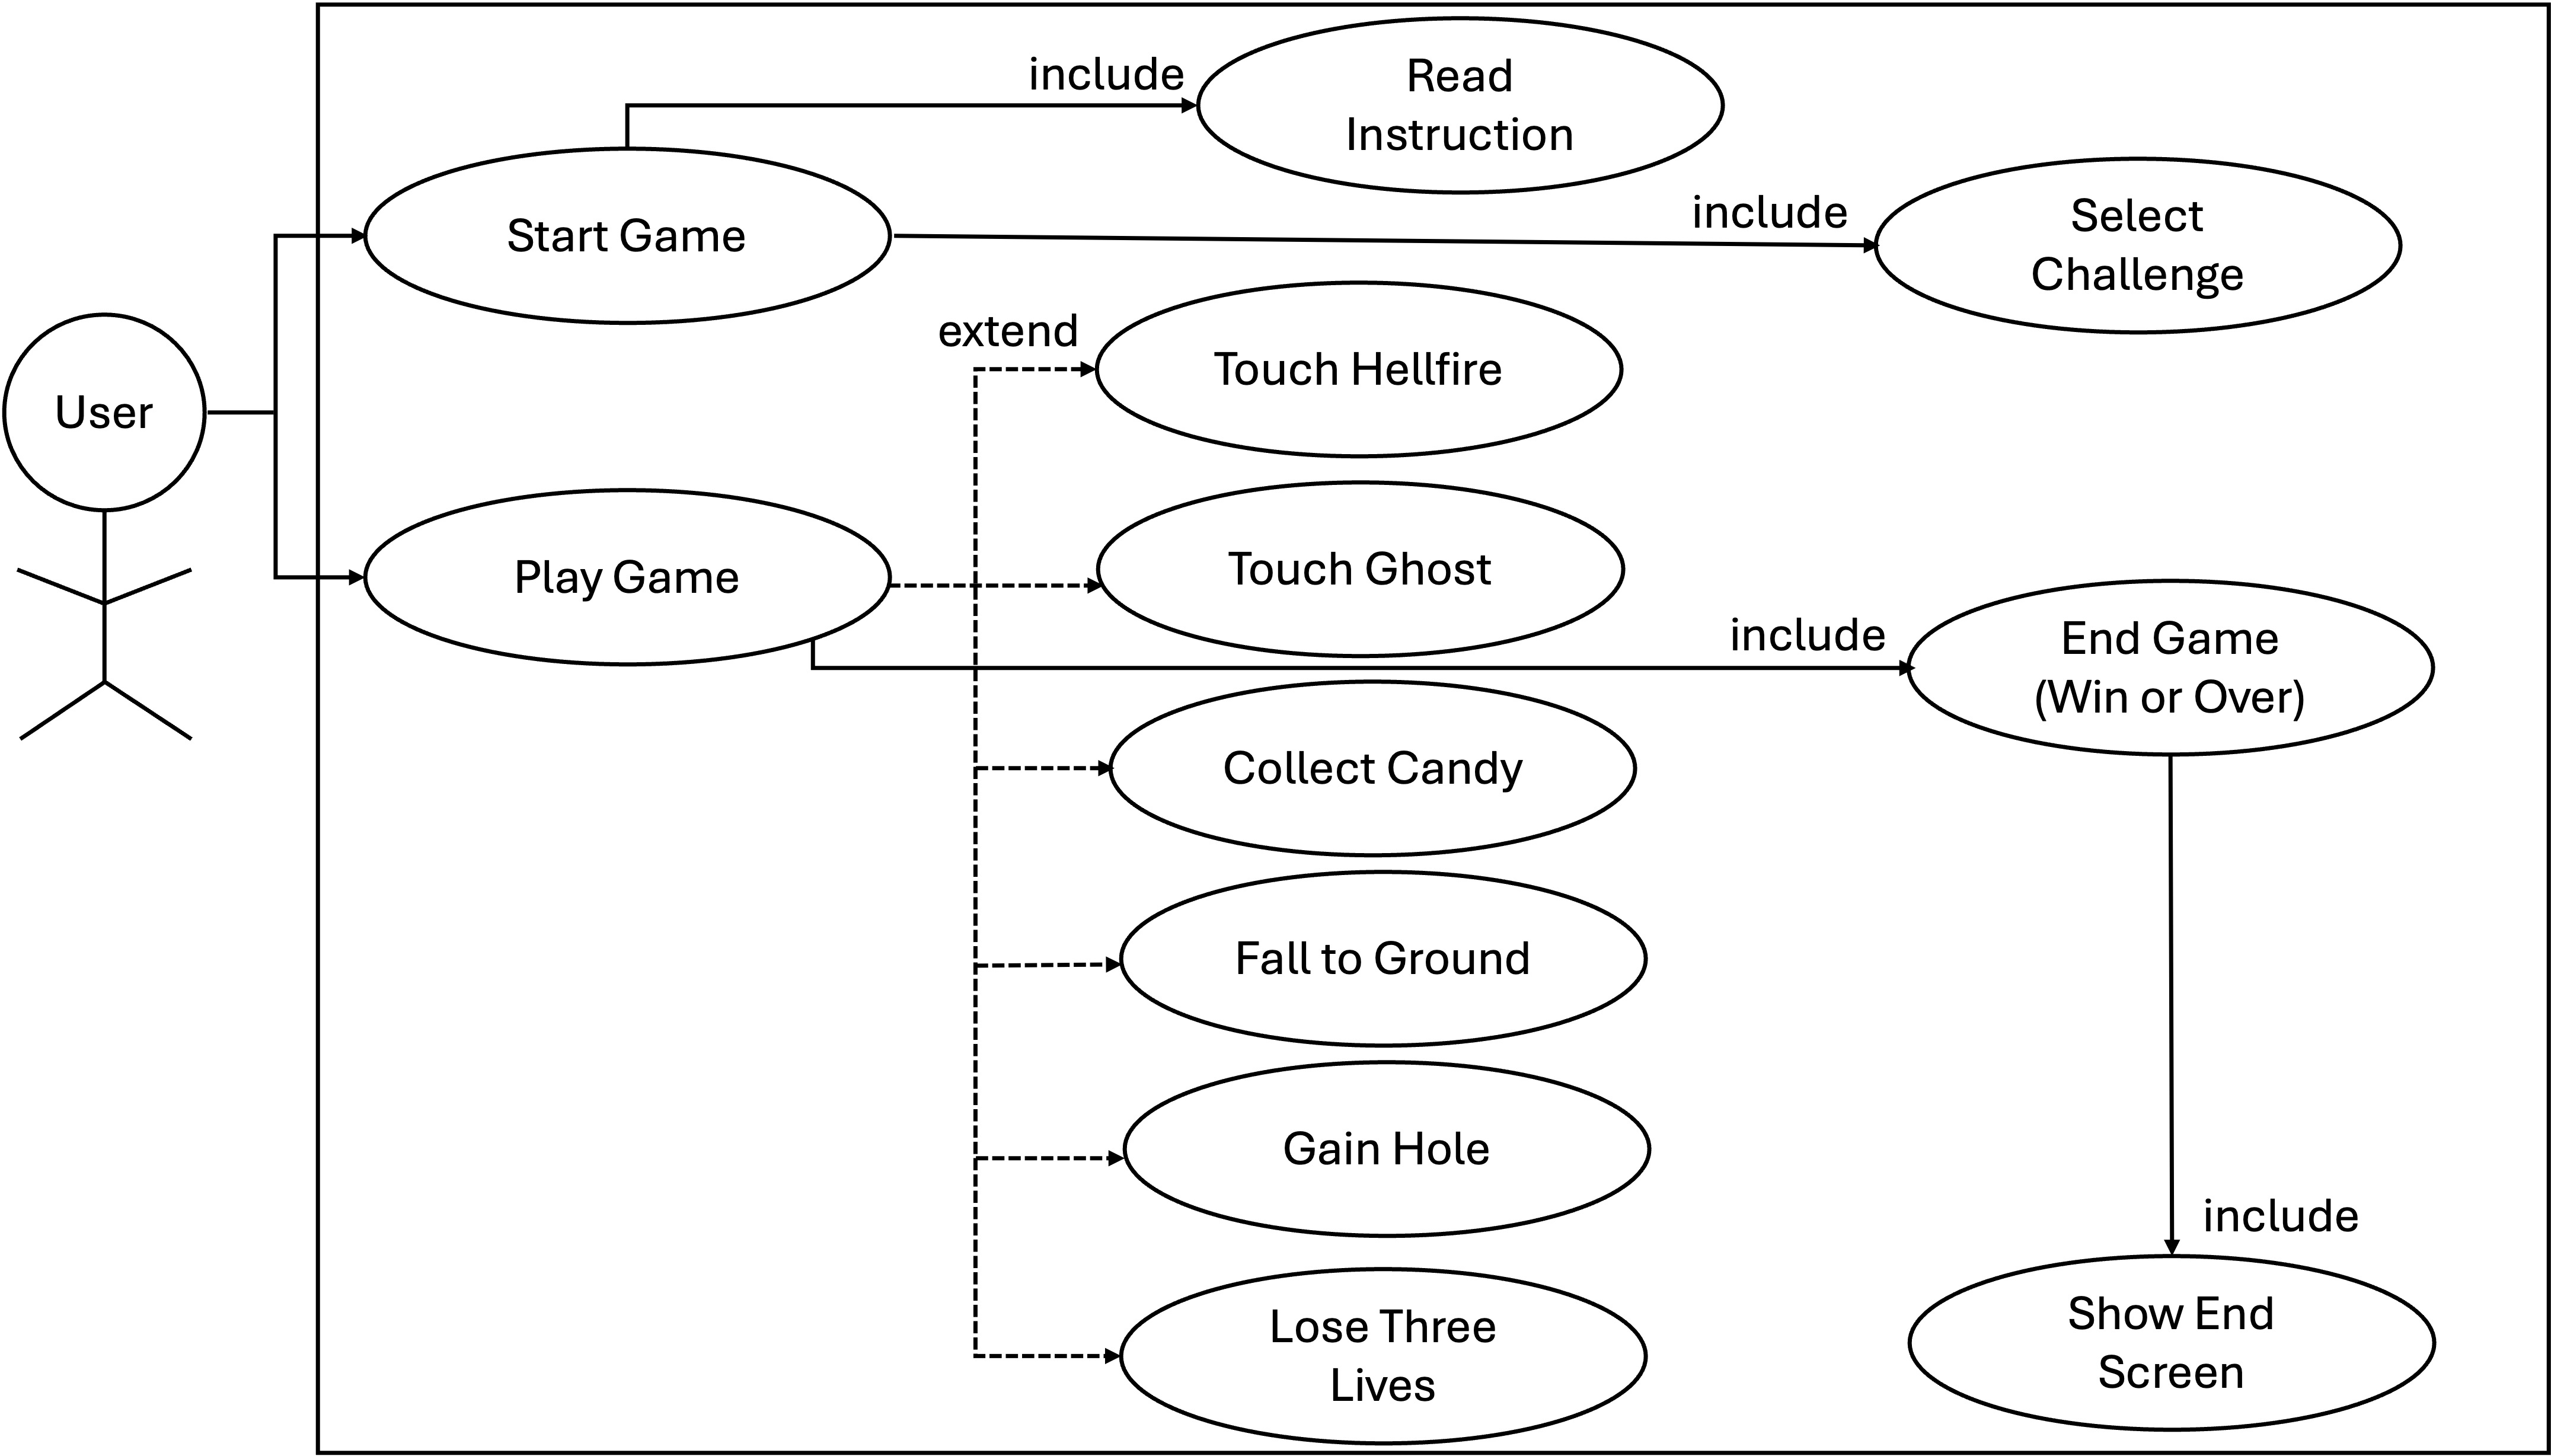 include
Read
Instruction
Start Game
include
Select
Challenge
extend
Touch Hellfire
User
Play Game
Touch Ghost
include
End Game
(Win or Over)
Collect Candy
Fall to Ground
Gain Hole
include
Lose Three
Lives
Show End
Screen